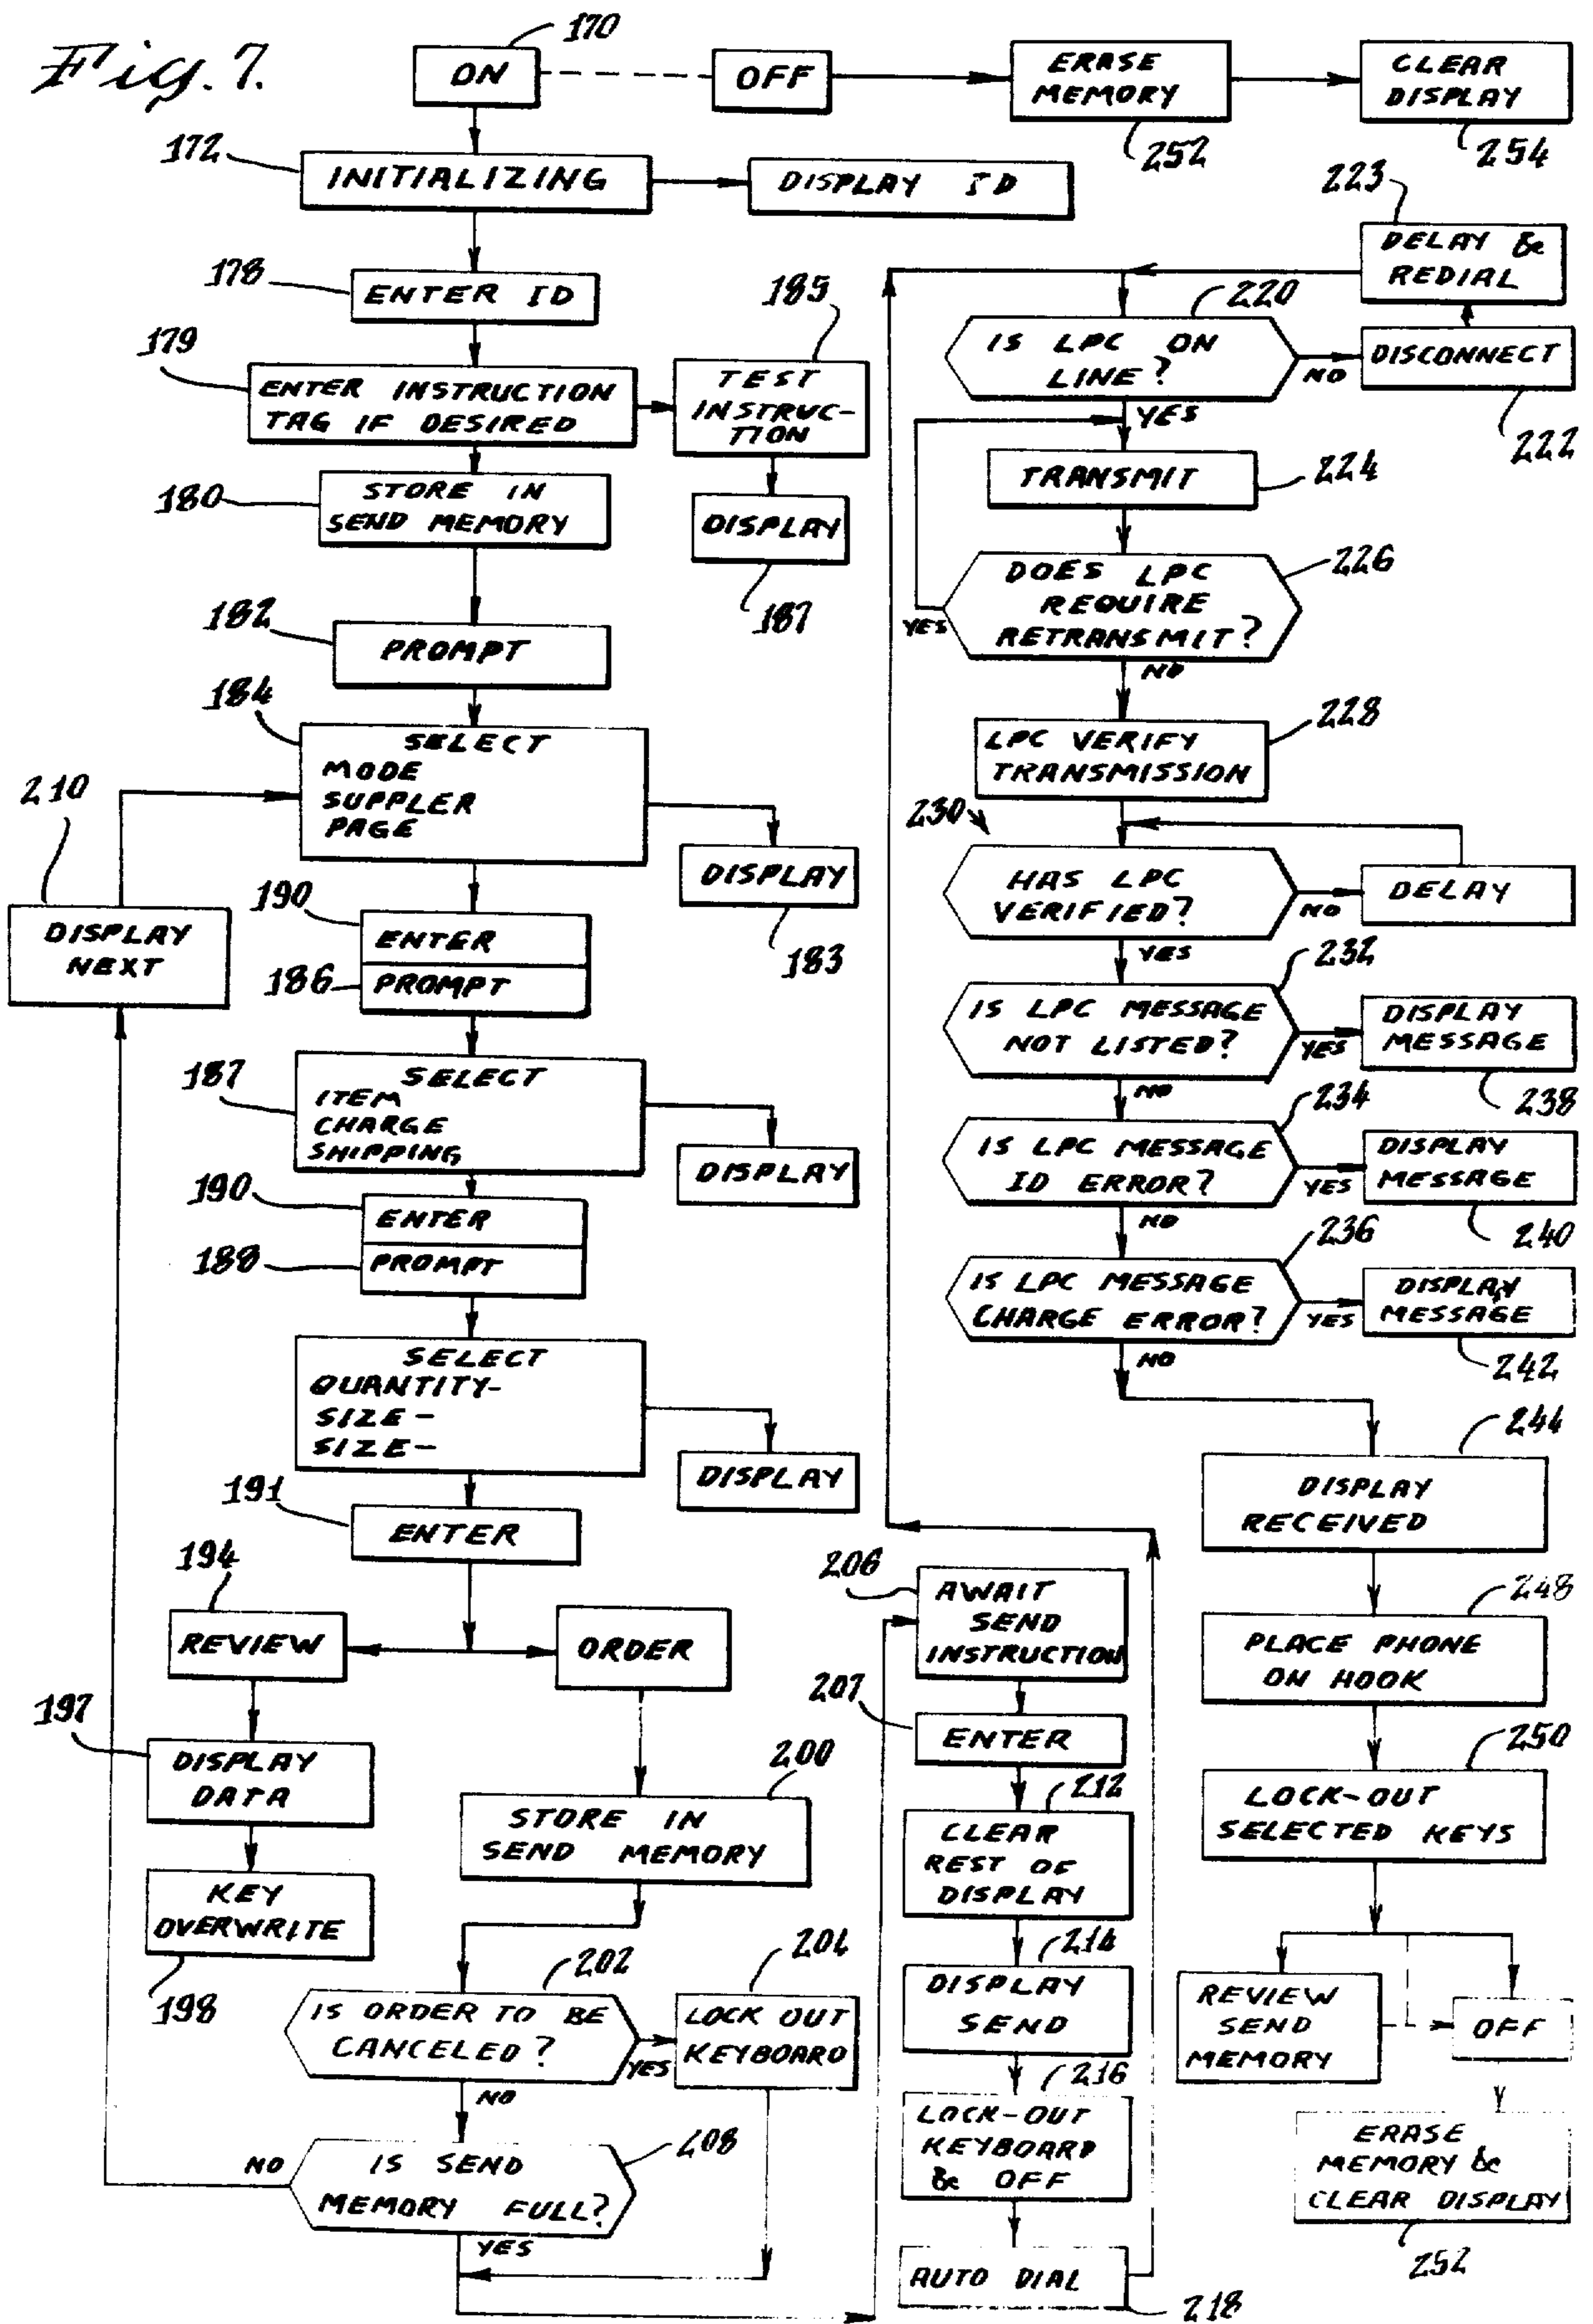 Fig. 7.
170
ON
OFF
ERASE
MEMORY
252
CLEAR
DISPLAY
254
172
INITIALIZING
DISPLAY ID
178
ENTER ID
179
ENTER INSTRUCTION
TAG IF DESIRED
185
TEST
INSTRUC-
TION
180
STORE IN
SEND MEMORY
DISPLAY
187
182
PROMPT
184
SELECT
MODE
SUPPLER
PAGE
DISPLAY
183
210
DISPLAY
NEXT
190
ENTER
186
PROMPT
187
SELECT
ITEM
CHARGE
SHIPPING
DISPLAY
190
ENTER
188
PROMPT
SELECT
QUANTITY-
SIZE-
SIZE-
DISPLAY
191
ENTER
194
REVIEW
ORDER
197
DISPLAY
DATA
KEY
OVERWRITE
198
200
STORE IN
SEND MEMORY
202
IS ORDER TO BE
CANCELED?
YES
NO
204
LOCK OUT
KEYBOARD
208
IS SEND
MEMORY FULL?
NO
YES
206
AWAIT
SEND
INSTRUCTION
207
ENTER
212
CLEAR
REST OF
DISPLAY
214
DISPLAY
SEND
216
LOCK-OUT
KEYBOARD
& OFF
AUTO DIAL
218
223
DELAY &
REDIAL
220
IS LPC ON
LINE?
NO
DISCONNECT
222
YES
TRANSMIT
224
DOES LPC
REQUIRE
RETRANSMIT?
226
YES
NO
LPC VERIFY
TRANSMISSION
228
230
HAS LPC
VERIFIED?
NO
DELAY
YES
232
IS LPC MESSAGE
NOT LISTED?
YES
DISPLAY
MESSAGE
238
NO
234
IS LPC MESSAGE
ID ERROR?
YES
DISPLAY
MESSAGE
240
NO
236
IS LPC MESSAGE
CHARGE ERROR?
YES
DISPLAY
MESSAGE
242
NO
244
DISPLAY
RECEIVED
248
PLACE PHONE
ON HOOK
250
LOCK-OUT
SELECTED KEYS
REVIEW
SEND
MEMORY
OFF
ERASE
MEMORY &
CLEAR DISPLAY
252